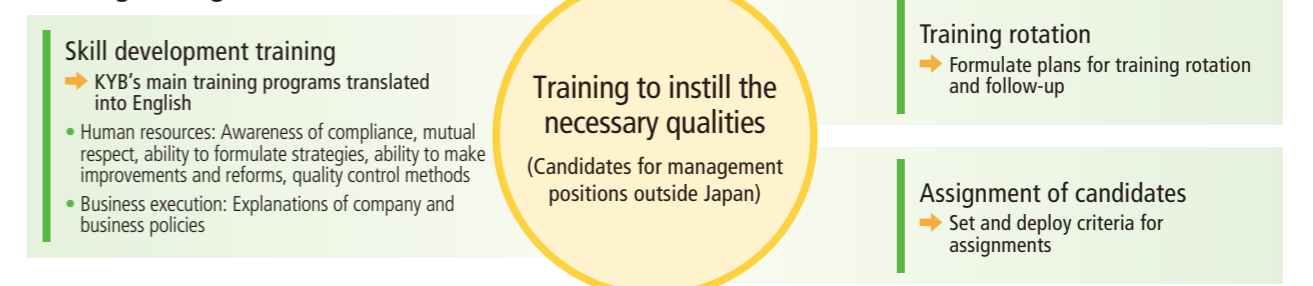 Skill development training
➡ KYB's main training programs translated
into English
• Human resources: Awareness of compliance, mutual
respect, ability to formulate strategies, ability to make
improvements and reforms, quality control methods
• Business execution: Explanations of company and
business policies
Training to instill the
necessary qualities
(Candidates for management
positions outside Japan)
Training rotation
➡ Formulate plans for training rotation
and follow-up
Assignment of candidates
➡ Set and deploy criteria for
assignments